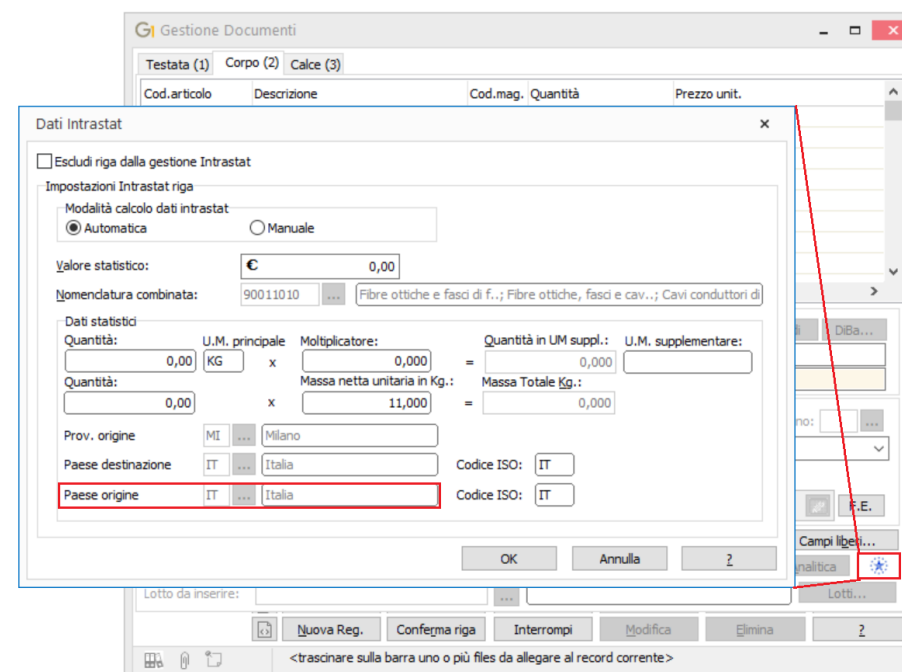 G1 Gestione Documenti
Testata (1) Corpo (2) Calce (3)
Cod.articolo Descrizione Cod.mag. Quantità Prezzo unit.
Dati Intrastat
Escludi riga dalla gestione Intrastat
Impostazioni Intrastat riga
Modalità calcolo dati intrastat
Automatica Manuale
Valore statistico: € 0,00
Nomenclatura combinata: 90011010 ... Fibre ottiche e fasci di f..; Fibre ottiche, fasci e cav..; Cavi conduttori di
Dati statistici
Quantità: U.M. principale Moltiplicatore: Quantità in UM suppl.: U.M. supplementare:
0,00 KG x 0,000 = 0,000
Quantità: Massa netta unitaria in Kg.: Massa Totale Kg.:
0,00 x 11,000 = 0,000
Prov. origine MI ... Milano
Paese destinazione IT ... Italia Codice ISO: IT
Paese origine IT ... Italia Codice ISO: IT
OK Annulla ?
DiBa...
no: ...
F.E.
Campi liberi...
nalitica
Lotto da inserire: ... Lotti...
Nuova Reg. Conferma riga Interrompi Modifica Elimina ?
<trascinare sulla barra uno o più files da allegare al record corrente>